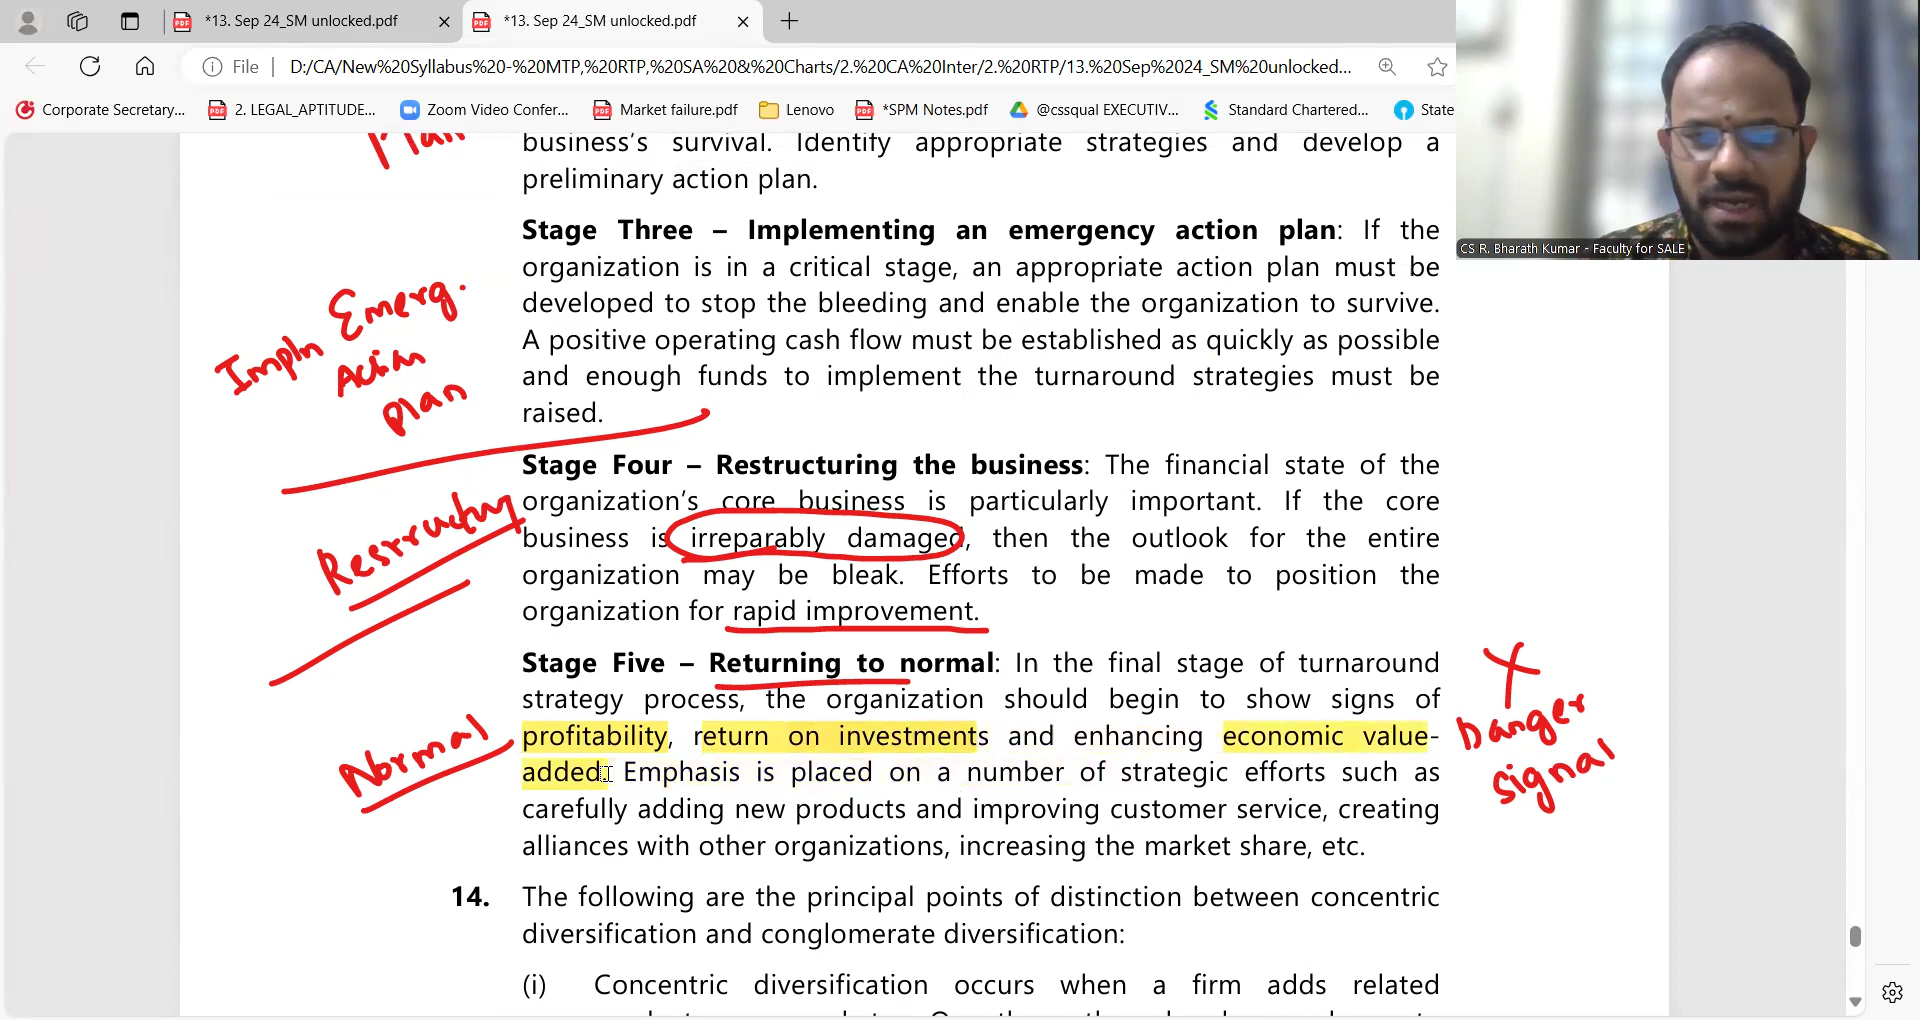 *13. Sep 24_SM unlocked.pdf
*13. Sep 24_SM unlocked.pdf
File
D:/CA/New%20Syllabus%20-%20MTP,%20RTP,%20SA%20&%20Charts/2.%20CA%20Inter/2.%20RTP/13.%20Sep%2024_SM%20unlocked...
Corporate Secretary...
2. LEGAL_APTITUDE...
Zoom Video Confer...
Market failure.pdf
Lenovo
*SPM Notes.pdf
@cssqual EXECUTIV...
Standard Chartered...
State
CS R. Bharath Kumar - Faculty for SALE
Plan
business's survival. Identify appropriate strategies and develop a
preliminary action plan.
Stage Three – Implementing an emergency action plan: If the
organization is in a critical stage, an appropriate action plan must be
developed to stop the bleeding and enable the organization to survive.
A positive operating cash flow must be established as quickly as possible
and enough funds to implement the turnaround strategies must be
raised.
Impln Emerg.
Action
Plan
Stage Four – Restructuring the business: The financial state of the
organization's core business is particularly important. If the core
business is irreparably damaged, then the outlook for the entire
organization may be bleak. Efforts to be made to position the
organization for rapid improvement.
Stage Five – Returning to normal: In the final stage of turnaround
strategy process, the organization should begin to show signs of
profitability, return on investments and enhancing economic value-
added. Emphasis is placed on a number of strategic efforts such as
carefully adding new products and improving customer service, creating
alliances with other organizations, increasing the market share, etc.
Normal
Danger
signal
14. The following are the principal points of distinction between concentric
diversification and conglomerate diversification:
(i) Concentric diversification occurs when a firm adds related